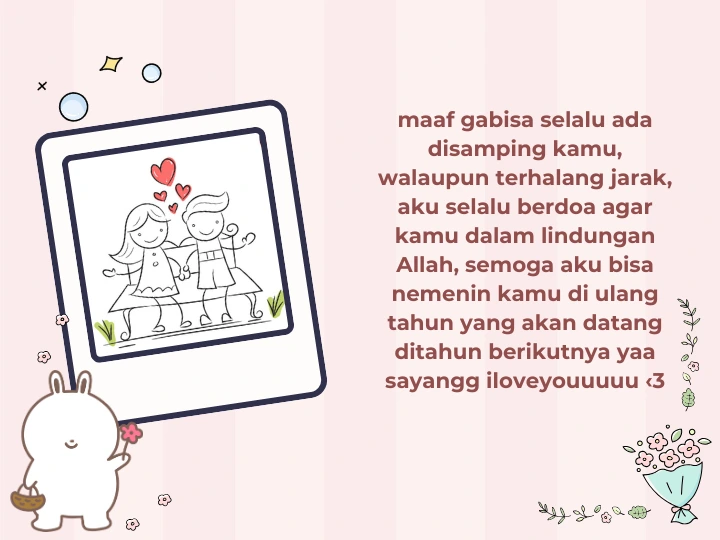 maaf gabisa selalu ada
disamping kamu,
walaupun terhalang jarak,
aku selalu berdoa agar
kamu dalam lindungan
Allah, semoga aku bisa
nemenin kamu di ulang
tahun yang akan datang
ditahun berikutnya yaa
sayangg iloveyouuuuu ‹3